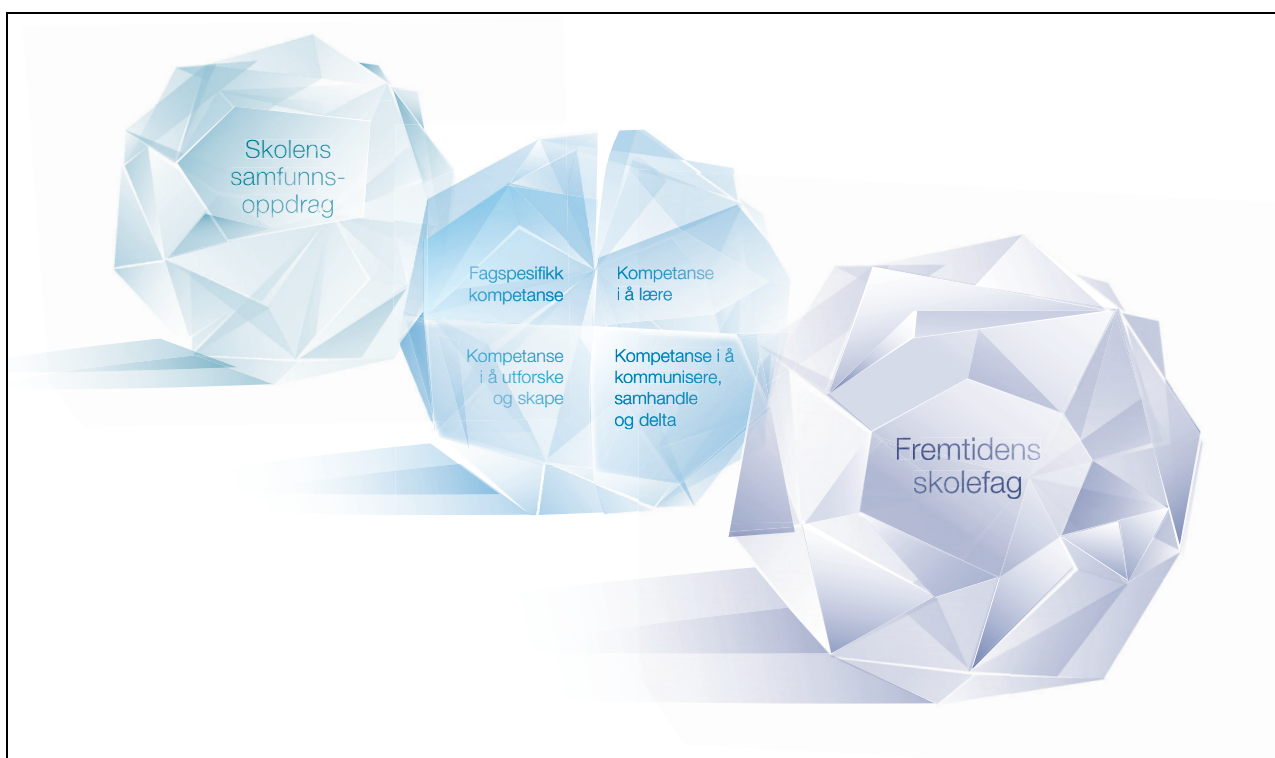 Skolens
samfunns-
oppdrag
Fagspesifikk
kompetanse
Kompetanse
i å lære
Kompetanse
i å utforske
og skape
Kompetanse i å
kommunisere,
samhandle
og delta
Fremtidens
skolefag